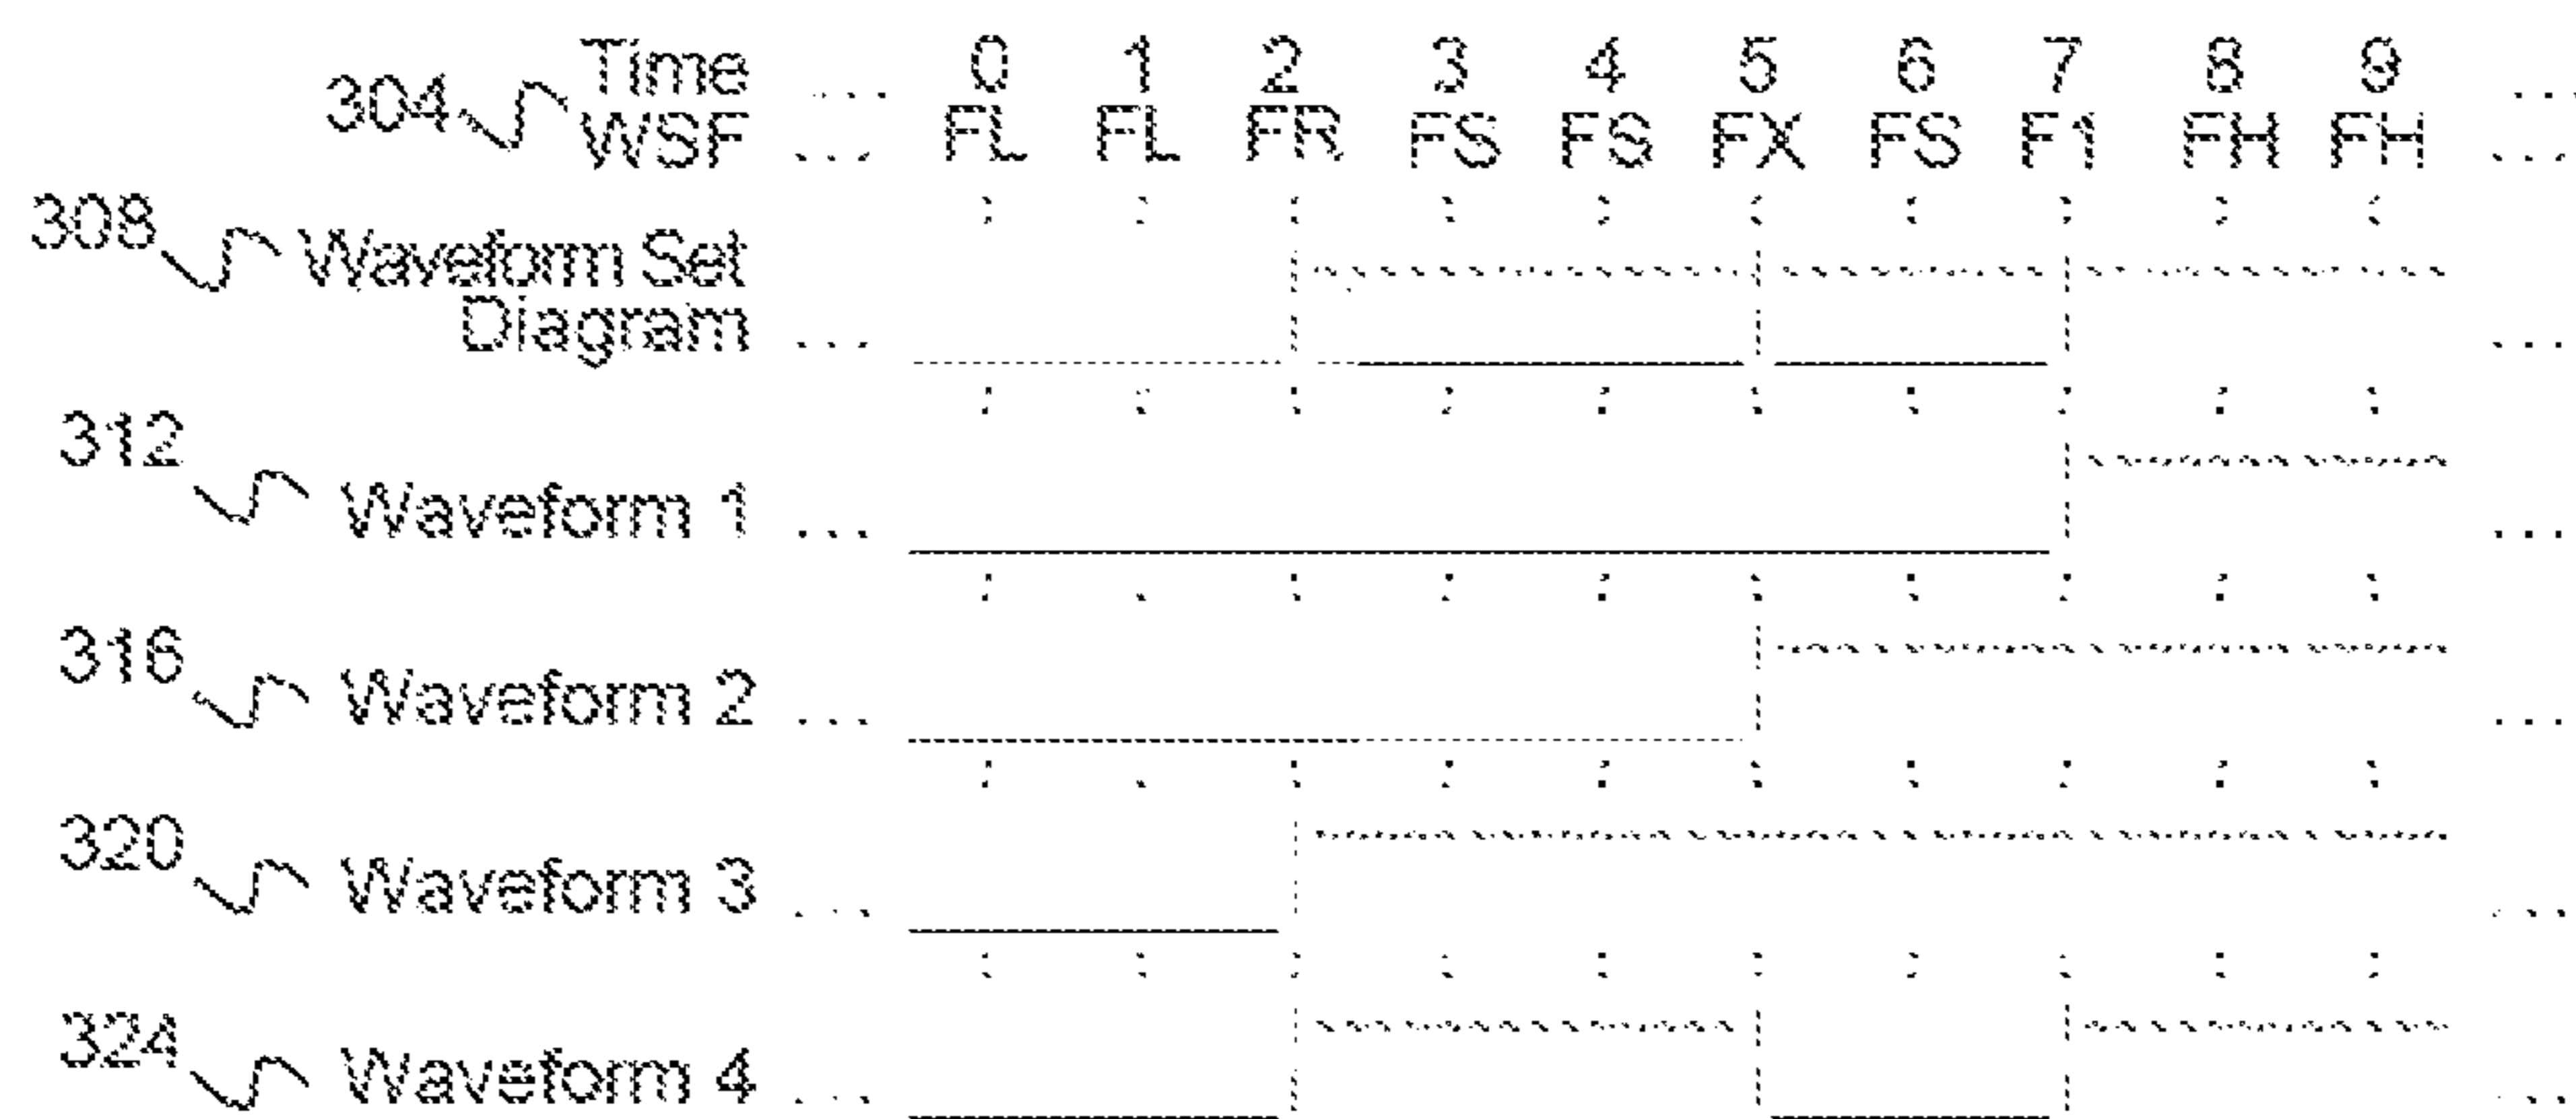 304 Time ... 0 1 2 3 4 5 6 7 8 9 ...
WSF ... FL FL FR FS FS FX FS F1 FH FH ...
308 Waveform Set
Diagram ... ...
312 Waveform 1 ... ...
316 Waveform 2 ... ...
320 Waveform 3 ... ...
324 Waveform 4 ... ...